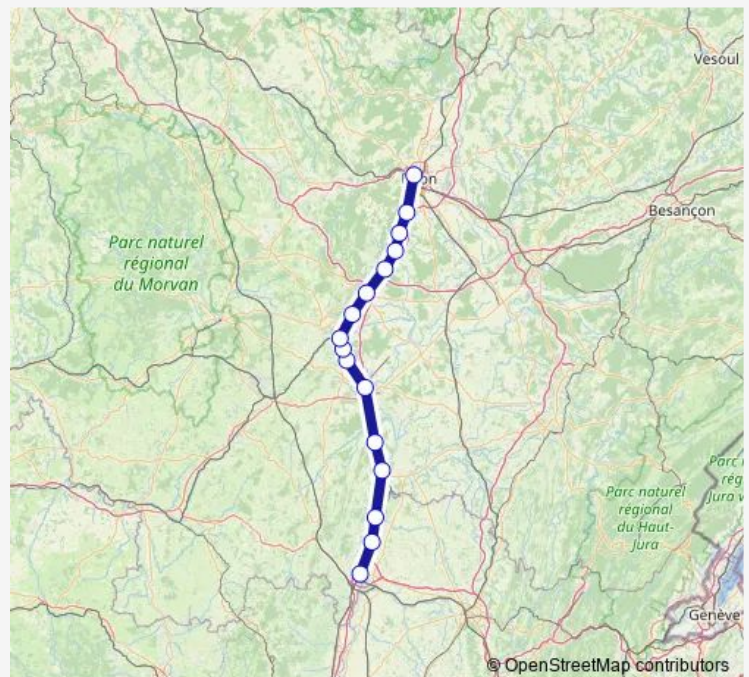 Vesoul
Besançon
Parc naturel
régional
du Morvan
Parc naturel
régional
du Haut-
Jura
Genève
© OpenStreetMap contributors